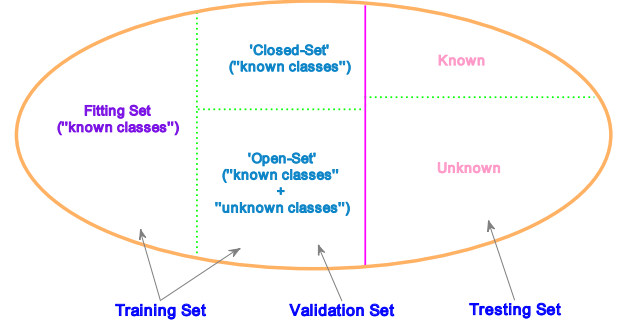 'Closed-Set'
("known classes")
Known
Fitting Set
("known classes")
'Open-Set'
("known classes"
+
"unknown classes")
Unknown
Training Set
Validation Set
Tresting Set